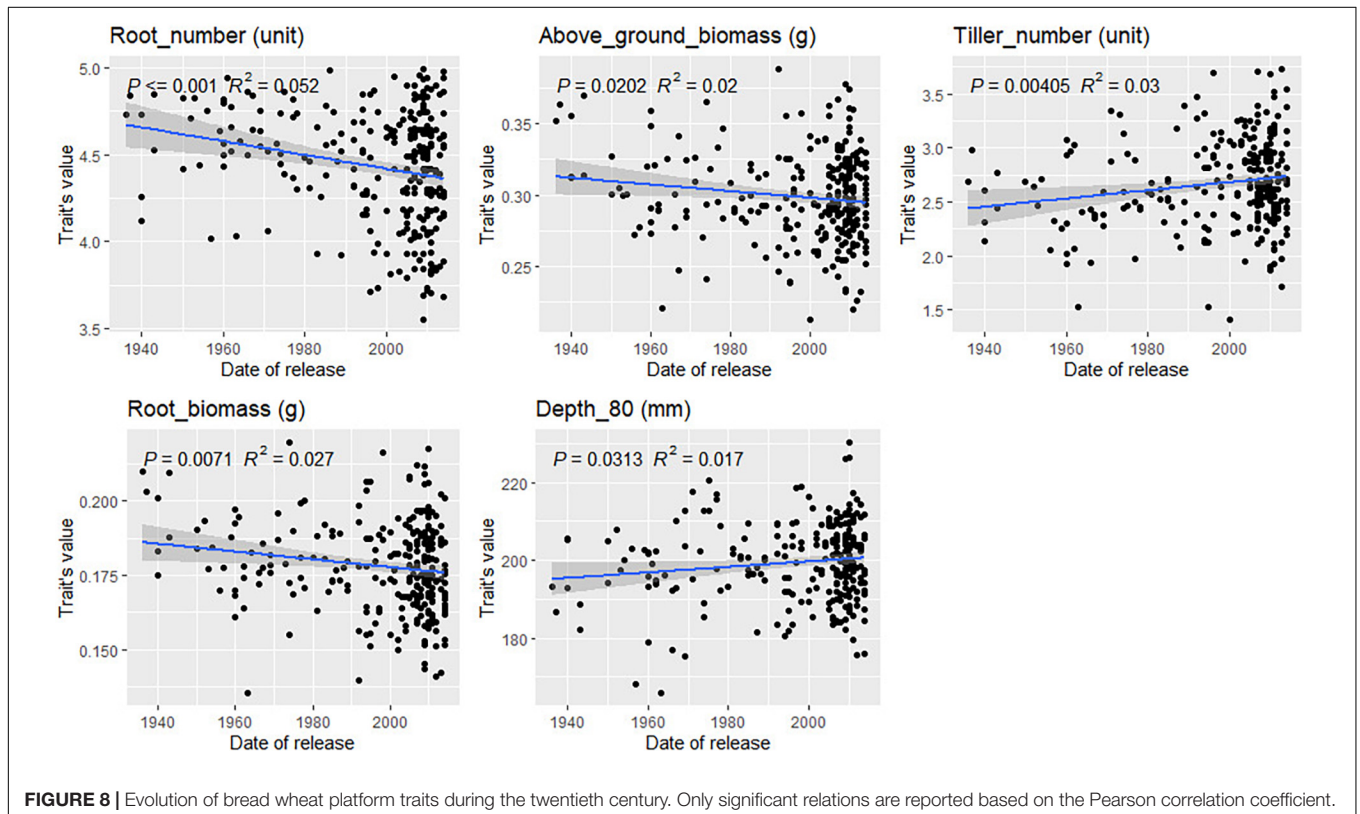 Root_number (unit)
P <= 0.001 R² = 0.052
5.0
4.5
4.0
3.5
Trait's value
1940 1960 1980 2000
Date of release
Above_ground_biomass (g)
P = 0.0202 R² = 0.02
0.35
0.30
0.25
Trait's value
1940 1960 1980 2000
Date of release
Tiller_number (unit)
P = 0.00405 R² = 0.03
3.5
3.0
2.5
2.0
1.5
Trait's value
1940 1960 1980 2000
Date of release
Root_biomass (g)
P = 0.0071 R² = 0.027
0.200
0.175
0.150
Trait's value
1940 1960 1980 2000
Date of release
Depth_80 (mm)
P = 0.0313 R² = 0.017
220
200
180
Trait's value
1940 1960 1980 2000
Date of release
FIGURE 8 | Evolution of bread wheat platform traits during the twentieth century. Only significant relations are reported based on the Pearson correlation coefficient.